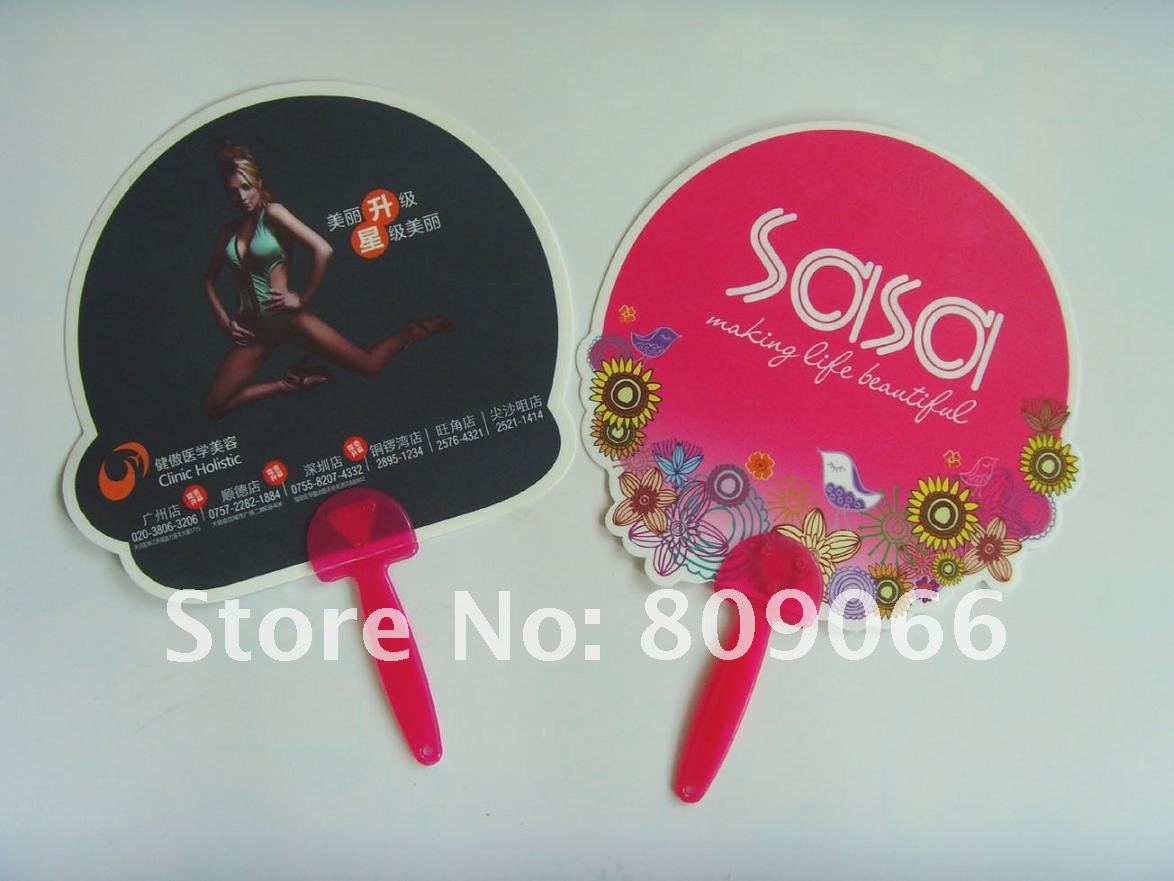 美丽升级
星级美丽
健傲医学美容
Clinic Holistic
广州店
020-3806-3206
顺德店
0757-2282-1884
深圳店
0755-8207-4332
铜锣湾店
2895-1234
旺角店
2576-4321
尖沙咀店
2521-1414
sasa
making life beautiful
Store No: 809066